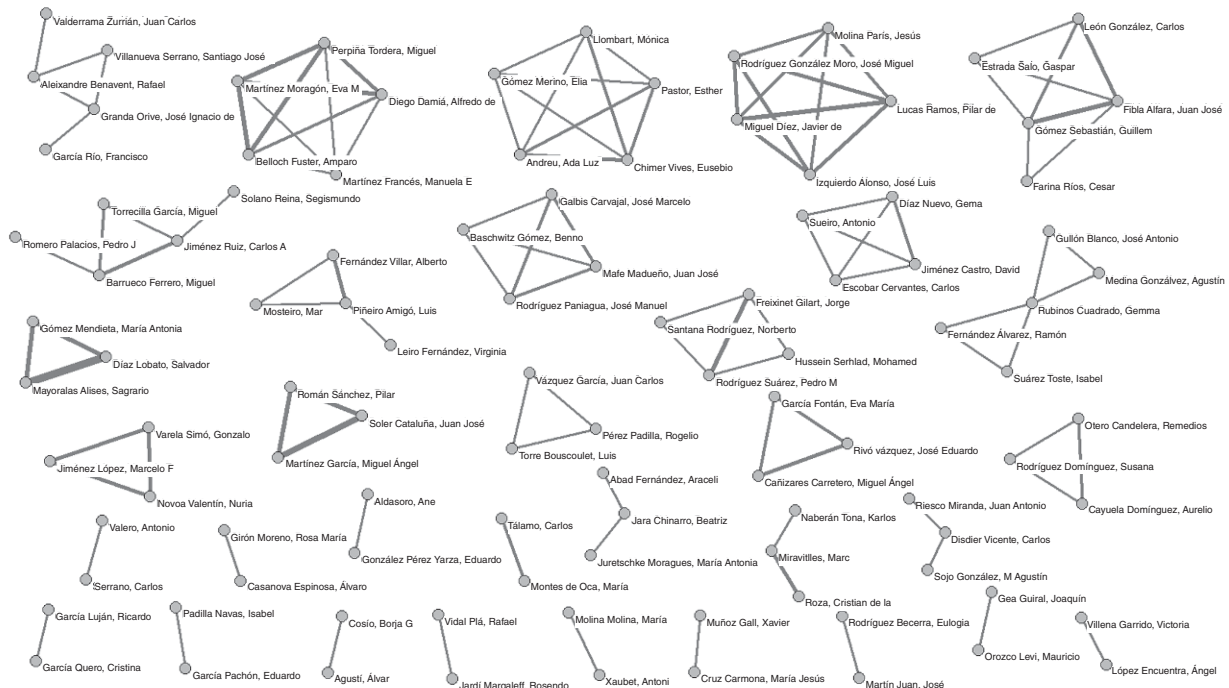 Valderrama Zurrián, Juan Carlos
Villanueva Serrano, Santiago José
Aleixandre Benavent, Rafael
Granda Orive, José Ignacio de
García Río, Francisco
Perpiña Tordera, Miguel
Martínez Moragón, Eva M
Diego Damiá, Alfredo de
Belloch Fuster, Amparo
Martínez Francés, Manuela E
Llombart, Mónica
Gómez Merino, Elia
Pastor, Esther
Andreu, Ada Luz
Chimer Vives, Eusebio
Molina París, Jesús
Rodríguez González Moro, José Miguel
Lucas Ramos, Pilar de
Miguel Díez, Javier de
Izquierdo Alonso, José Luis
León González, Carlos
Estrada Saló, Gaspar
Fibla Alfara, Juan José
Gómez Sebastián, Guillem
Farina Ríos, Cesar
Solano Reina, Segismundo
Torrecilla García, Miguel
Romero Palacios, Pedro J
Jiménez Ruiz, Carlos A
Barrueco Ferrero, Miguel
Fernández Villar, Alberto
Mosteiro, Mar
Piñeiro Amigó, Luis
Leiro Fernández, Virginia
Galbis Carvajal, José Marcelo
Baschwitz Gómez, Benno
Mafe Madueño, Juan José
Rodríguez Paniagua, José Manuel
Díaz Nuevo, Gema
Sueiro, Antonio
Jiménez Castro, David
Escobar Cervantes, Carlos
Gullón Blanco, José Antonio
Medina Gonzálvez, Agustín
Rubinos Cuadrado, Gemma
Fernández Álvarez, Ramón
Suárez Toste, Isabel
Freixinet Gilart, Jorge
Santana Rodríguez, Norberto
Hussein Serhlad, Mohamed
Rodríguez Suárez, Pedro M
Gómez Mendieta, María Antonia
Díaz Lobato, Salvador
Mayoralas Alises, Sagrario
Román Sánchez, Pilar
Soler Cataluña, Juan José
Martínez García, Miguel Ángel
Vázquez García, Juan Carlos
Pérez Padilla, Rogelio
Torre Bouscoulet, Luis
García Fontán, Eva María
Rivó vázquez, José Eduardo
Cañizares Carretero, Miguel Ángel
Otero Candelera, Remedios
Rodríguez Domínguez, Susana
Cayuela Domínguez, Aurelio
Varela Simó, Gonzalo
Jiménez López, Marcelo F
Novoa Valentín, Nuria
Abad Fernández, Araceli
Jara Chinarro, Beatriz
Juretschke Moragues, María Antonia
Aldasoro, Ane
González Pérez Yarza, Eduardo
Valero, Antonio
Serrano, Carlos
Girón Moreno, Rosa María
Casanova Espinosa, Álvaro
Tálamo, Carlos
Montes de Oca, María
Naberán Tona, Karlos
Miravitlles, Marc
Roza, Cristian de la
Riesco Miranda, Juan Antonio
Disdier Vicente, Carlos
Sojo González, M Agustín
García Luján, Ricardo
García Quero, Cristina
Padilla Navas, Isabel
García Pachón, Eduardo
Cosío, Borja G
Agustí, Álvar
Vidal Plá, Rafael
Jardí Margaleff, Rosendo
Molina Molina, María
Xaubet, Antoni
Muñoz Gall, Xavier
Cruz Carmona, María Jesús
Rodríguez Becerra, Eulogia
Martín Juan, José
Gea Guiral, Joaquín
Orozco Levi, Mauricio
Villena Garrido, Victoria
López Encuentra, Ángel